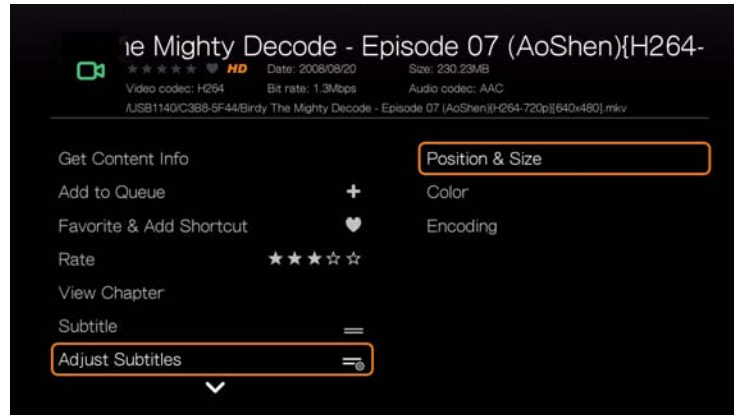 ne Mighty Decode - Episode 07 (AoShen){H264-
HD Date: 2008/08/20 Size: 230.23MB
Video codec: H264 Bit rate: 1.3Mbps Audio codec: AAC
/USB1140/C3B8-5F44/Birdy The Mighty Decode - Episode 07 (AoShen)(H264-720p)[640x480].mkv
Get Content Info
Add to Queue
Favorite & Add Shortcut
Rate
View Chapter
Subtitle
Adjust Subtitles
Position & Size
Color
Encoding